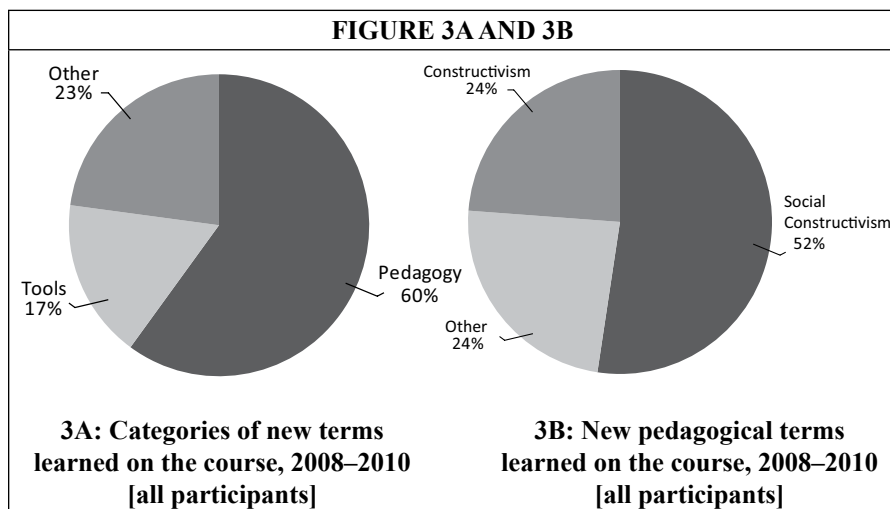 FIGURE 3A AND 3B
Other
23%
Tools
17%
Pedagogy
60%
Constructivism
24%
Social
Constructivism
52%
Other
24%
3A: Categories of new terms
learned on the course, 2008–2010
[all participants]
3B: New pedagogical terms
learned on the course, 2008–2010
[all participants]